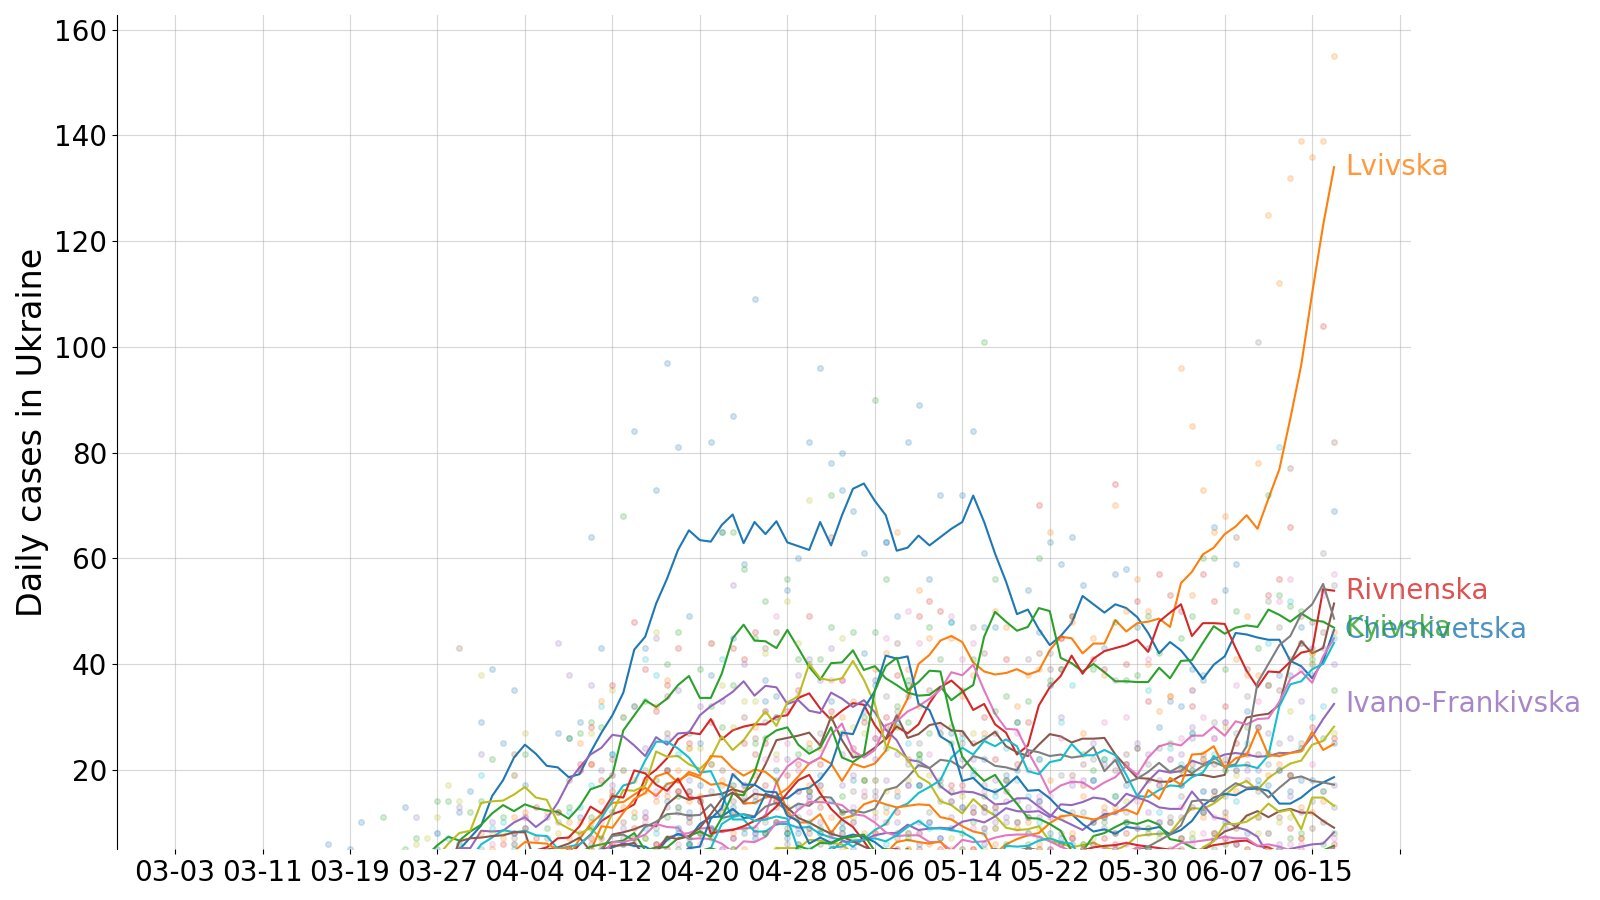 Daily cases in Ukraine
160
140
120
100
80
60
40
20
Lvivska
Rivnenska
Kyivska
Chernivetska
Ivano-Frankivska
03-03 03-11 03-19 03-27 04-04 04-12 04-20 04-28 05-06 05-14 05-22 05-30 06-07 06-15